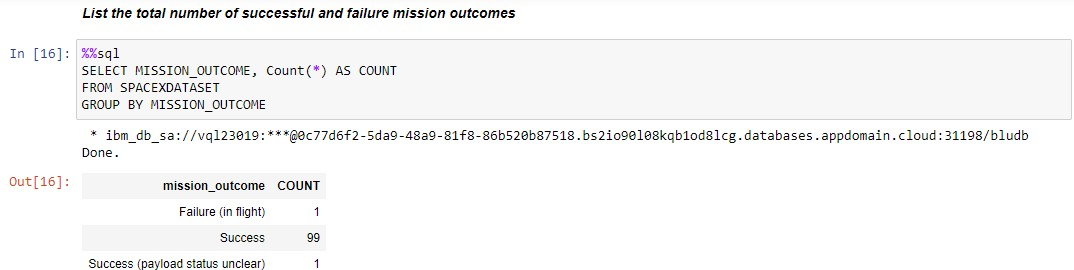 List the total number of successful and failure mission outcomes
In [16]: %%sql
SELECT MISSION_OUTCOME, Count(*) AS COUNT
FROM SPACEXDATASET
GROUP BY MISSION_OUTCOME
* ibm_db_sa://vql23019:***@0c77d6f2-5da9-48a9-81f8-86b520b87518.bs2io90l08kqb1od8lcg.databases.appdomain.cloud:31198/bludb
Done.
Out[16]:
mission_outcome COUNT
Failure (in flight) 1
Success 99
Success (payload status unclear) 1